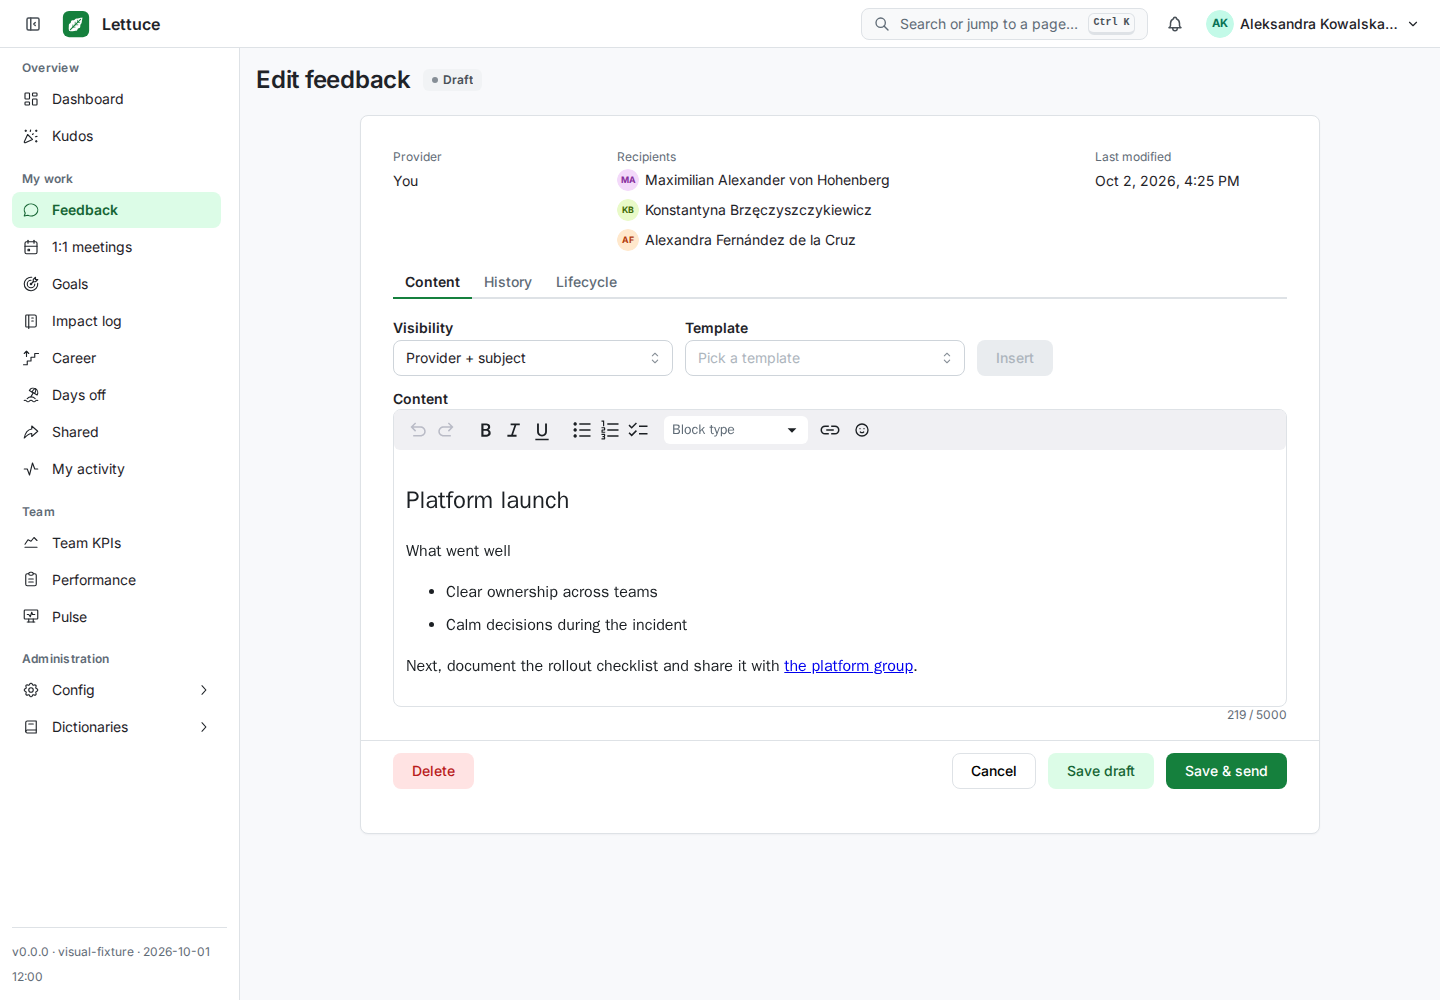 Lettuce
Search or jump to a page...
Ctrl K
AK
Aleksandra Kowalska...
Overview
Dashboard
Kudos
My work
Feedback
1:1 meetings
Goals
Impact log
Career
Days off
Shared
My activity
Team
Team KPIs
Performance
Pulse
Administration
Config
Dictionaries
v0.0.0 · visual-fixture · 2026-10-01
12:00
Edit feedback
Draft
Provider
You
Recipients
MA Maximilian Alexander von Hohenberg
KB Konstantyna Brzęczyszczykiewicz
AF Alexandra Fernández de la Cruz
Last modified
Oct 2, 2026, 4:25 PM
Content
History
Lifecycle
Visibility
Provider + subject
Template
Pick a template
Insert
Content
Block type
Platform launch
What went well
• Clear ownership across teams
• Calm decisions during the incident
Next, document the rollout checklist and share it with the platform group.
219 / 5000
Delete
Cancel
Save draft
Save & send